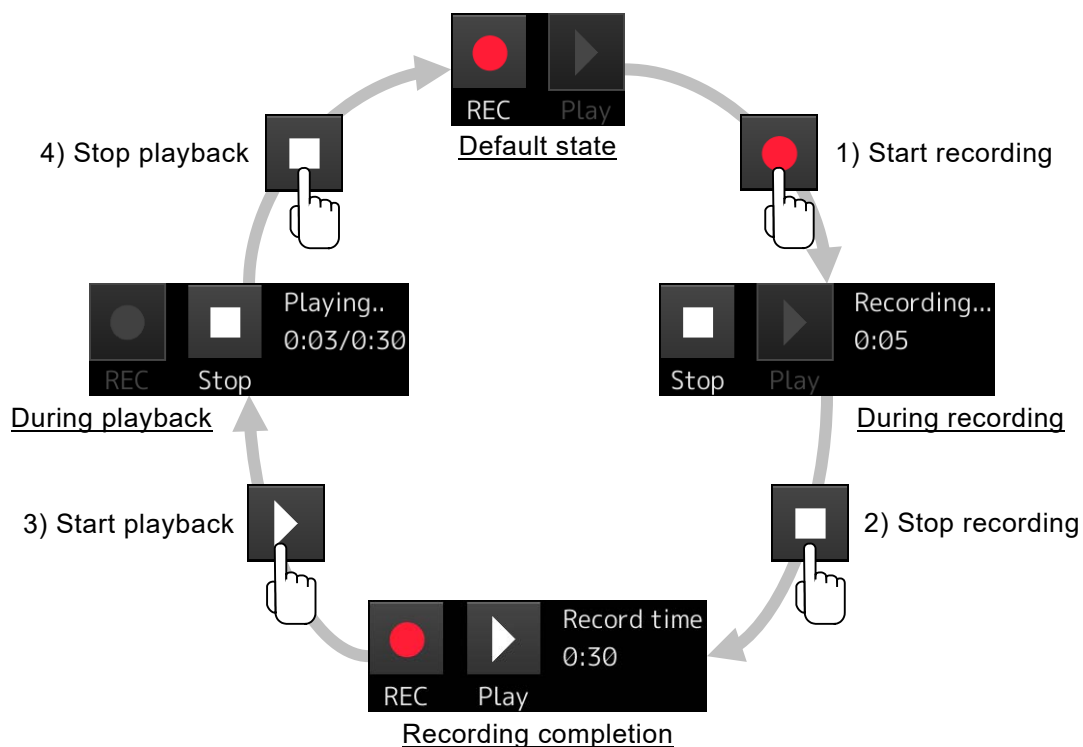 REC Play
Default state
4) Stop playback
1) Start recording
Playing..
0:03/0:30
REC Stop
During playback
Recording...
0:05
Stop Play
During recording
3) Start playback
2) Stop recording
Record time
0:30
REC Play
Recording completion